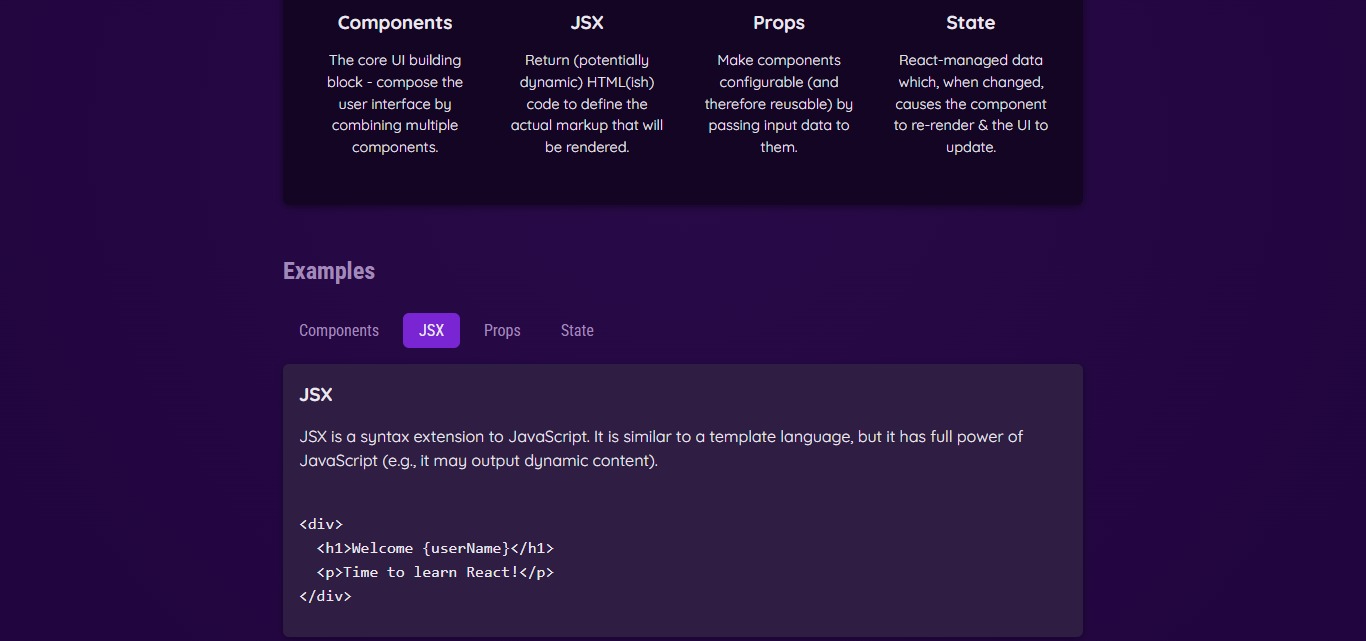 Components
The core UI building
block - compose the
user interface by
combining multiple
components.
JSX
Return (potentially
dynamic) HTML(ish)
code to define the
actual markup that will
be rendered.
Props
Make components
configurable (and
therefore reusable) by
passing input data to
them.
State
React-managed data
which, when changed,
causes the component
to re-render & the UI to
update.
Examples
Components JSX Props State
JSX
JSX is a syntax extension to JavaScript. It is similar to a template language, but it has full power of
JavaScript (e.g., it may output dynamic content).
<div>
  <h1>Welcome {userName}</h1>
  <p>Time to learn React!</p>
</div>